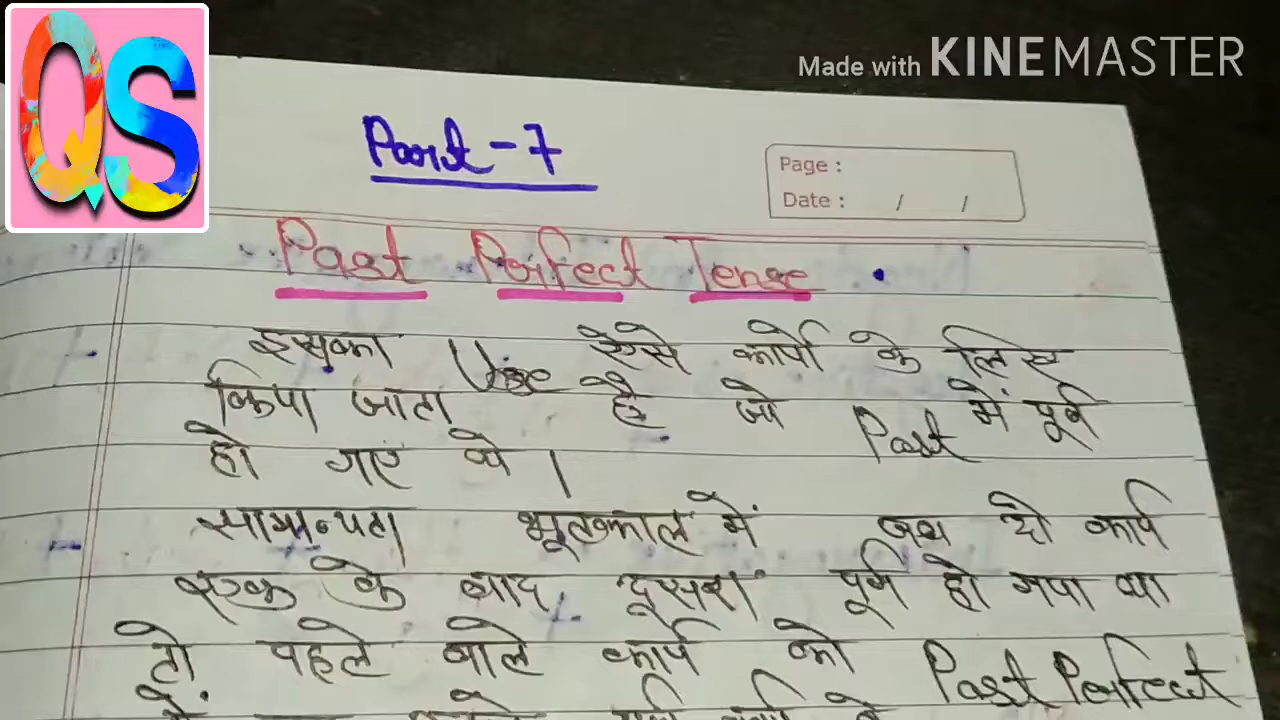 QS
Made with KINEMASTER
Part-7
Page :
Date : / /
Past Perfect Tense
इसका Use ऐसे कार्यो के लिए
किया जाता है जो Past में पूर्व
हो गए थे ।
सामान्यता भूतकाल में जब दो कार्य
एक के बाद दूसरा पूर्व हो गया था
तो पहले वाले कार्य को Past Perfect